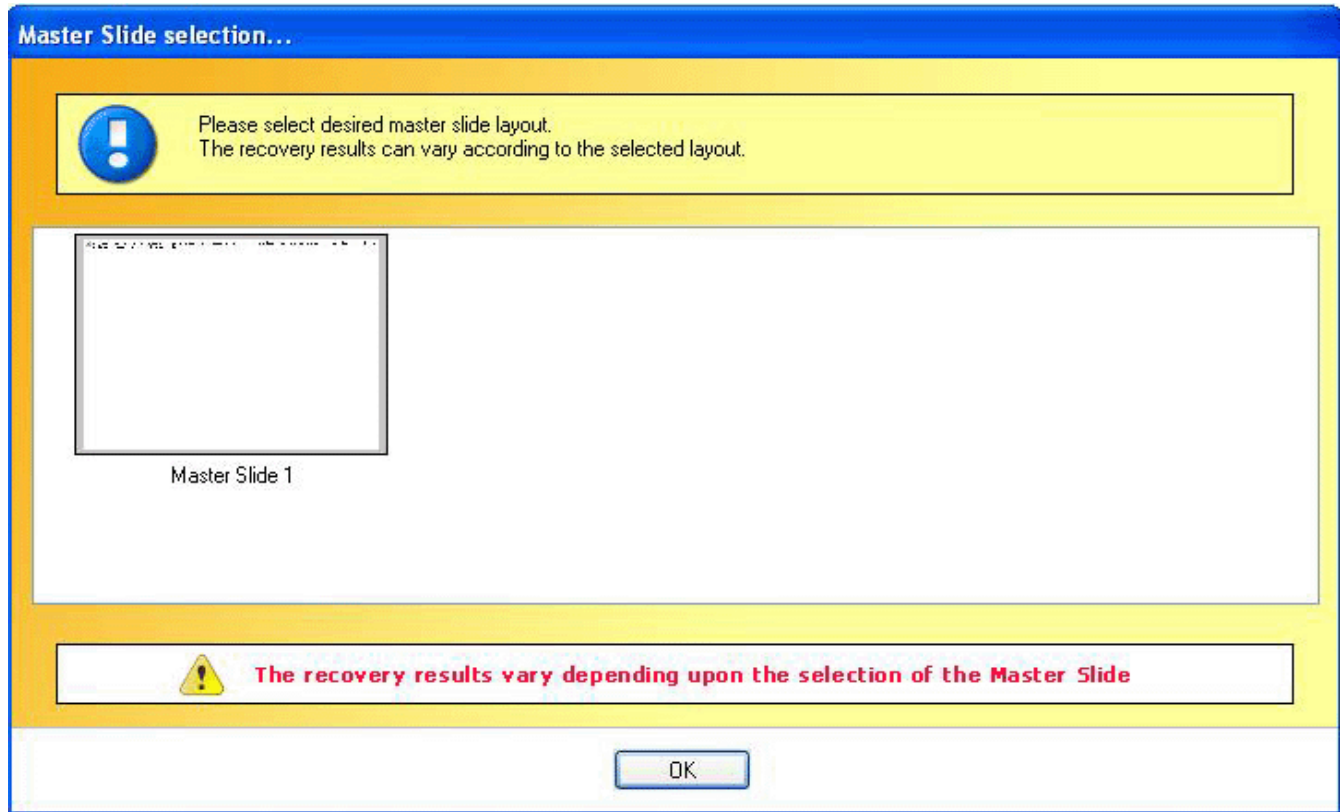 Master Slide selection...
Please select desired master slide layout.
The recovery results can vary according to the selected layout.
Master Slide 1
The recovery results vary depending upon the selection of the Master Slide
OK